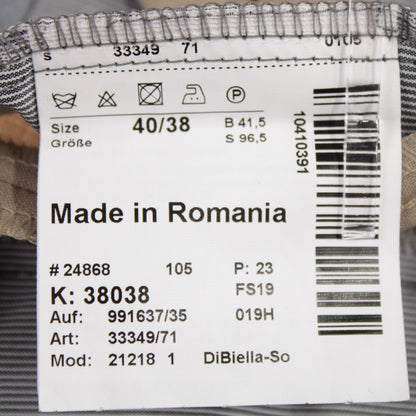 s 33349 71 0105
P
Size 40/38 B 41,5
Größe S 96,5
10410391
Made in Romania
# 24868 105 P: 23
K: 38038 FS19
Auf: 991637/35 019H
Art: 33349/71
Mod: 21218 1 DiBiella-So